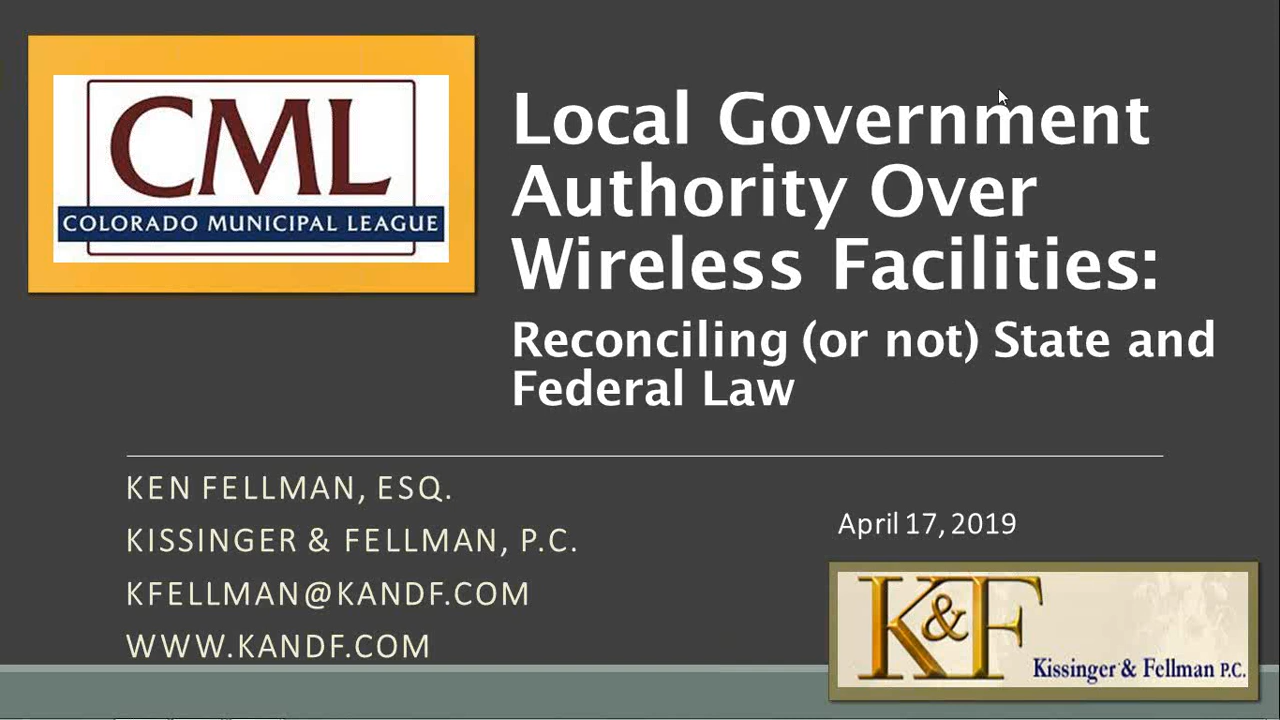 CML
COLORADO MUNICIPAL LEAGUE
Local Government
Authority Over
Wireless Facilities:
Reconciling (or not) State and
Federal Law
KEN FELLMAN, ESQ.
KISSINGER & FELLMAN, P.C.
KFELLMAN@KANDF.COM
WWW.KANDF.COM
April 17, 2019
K&F
Kissinger & Fellman P.C.